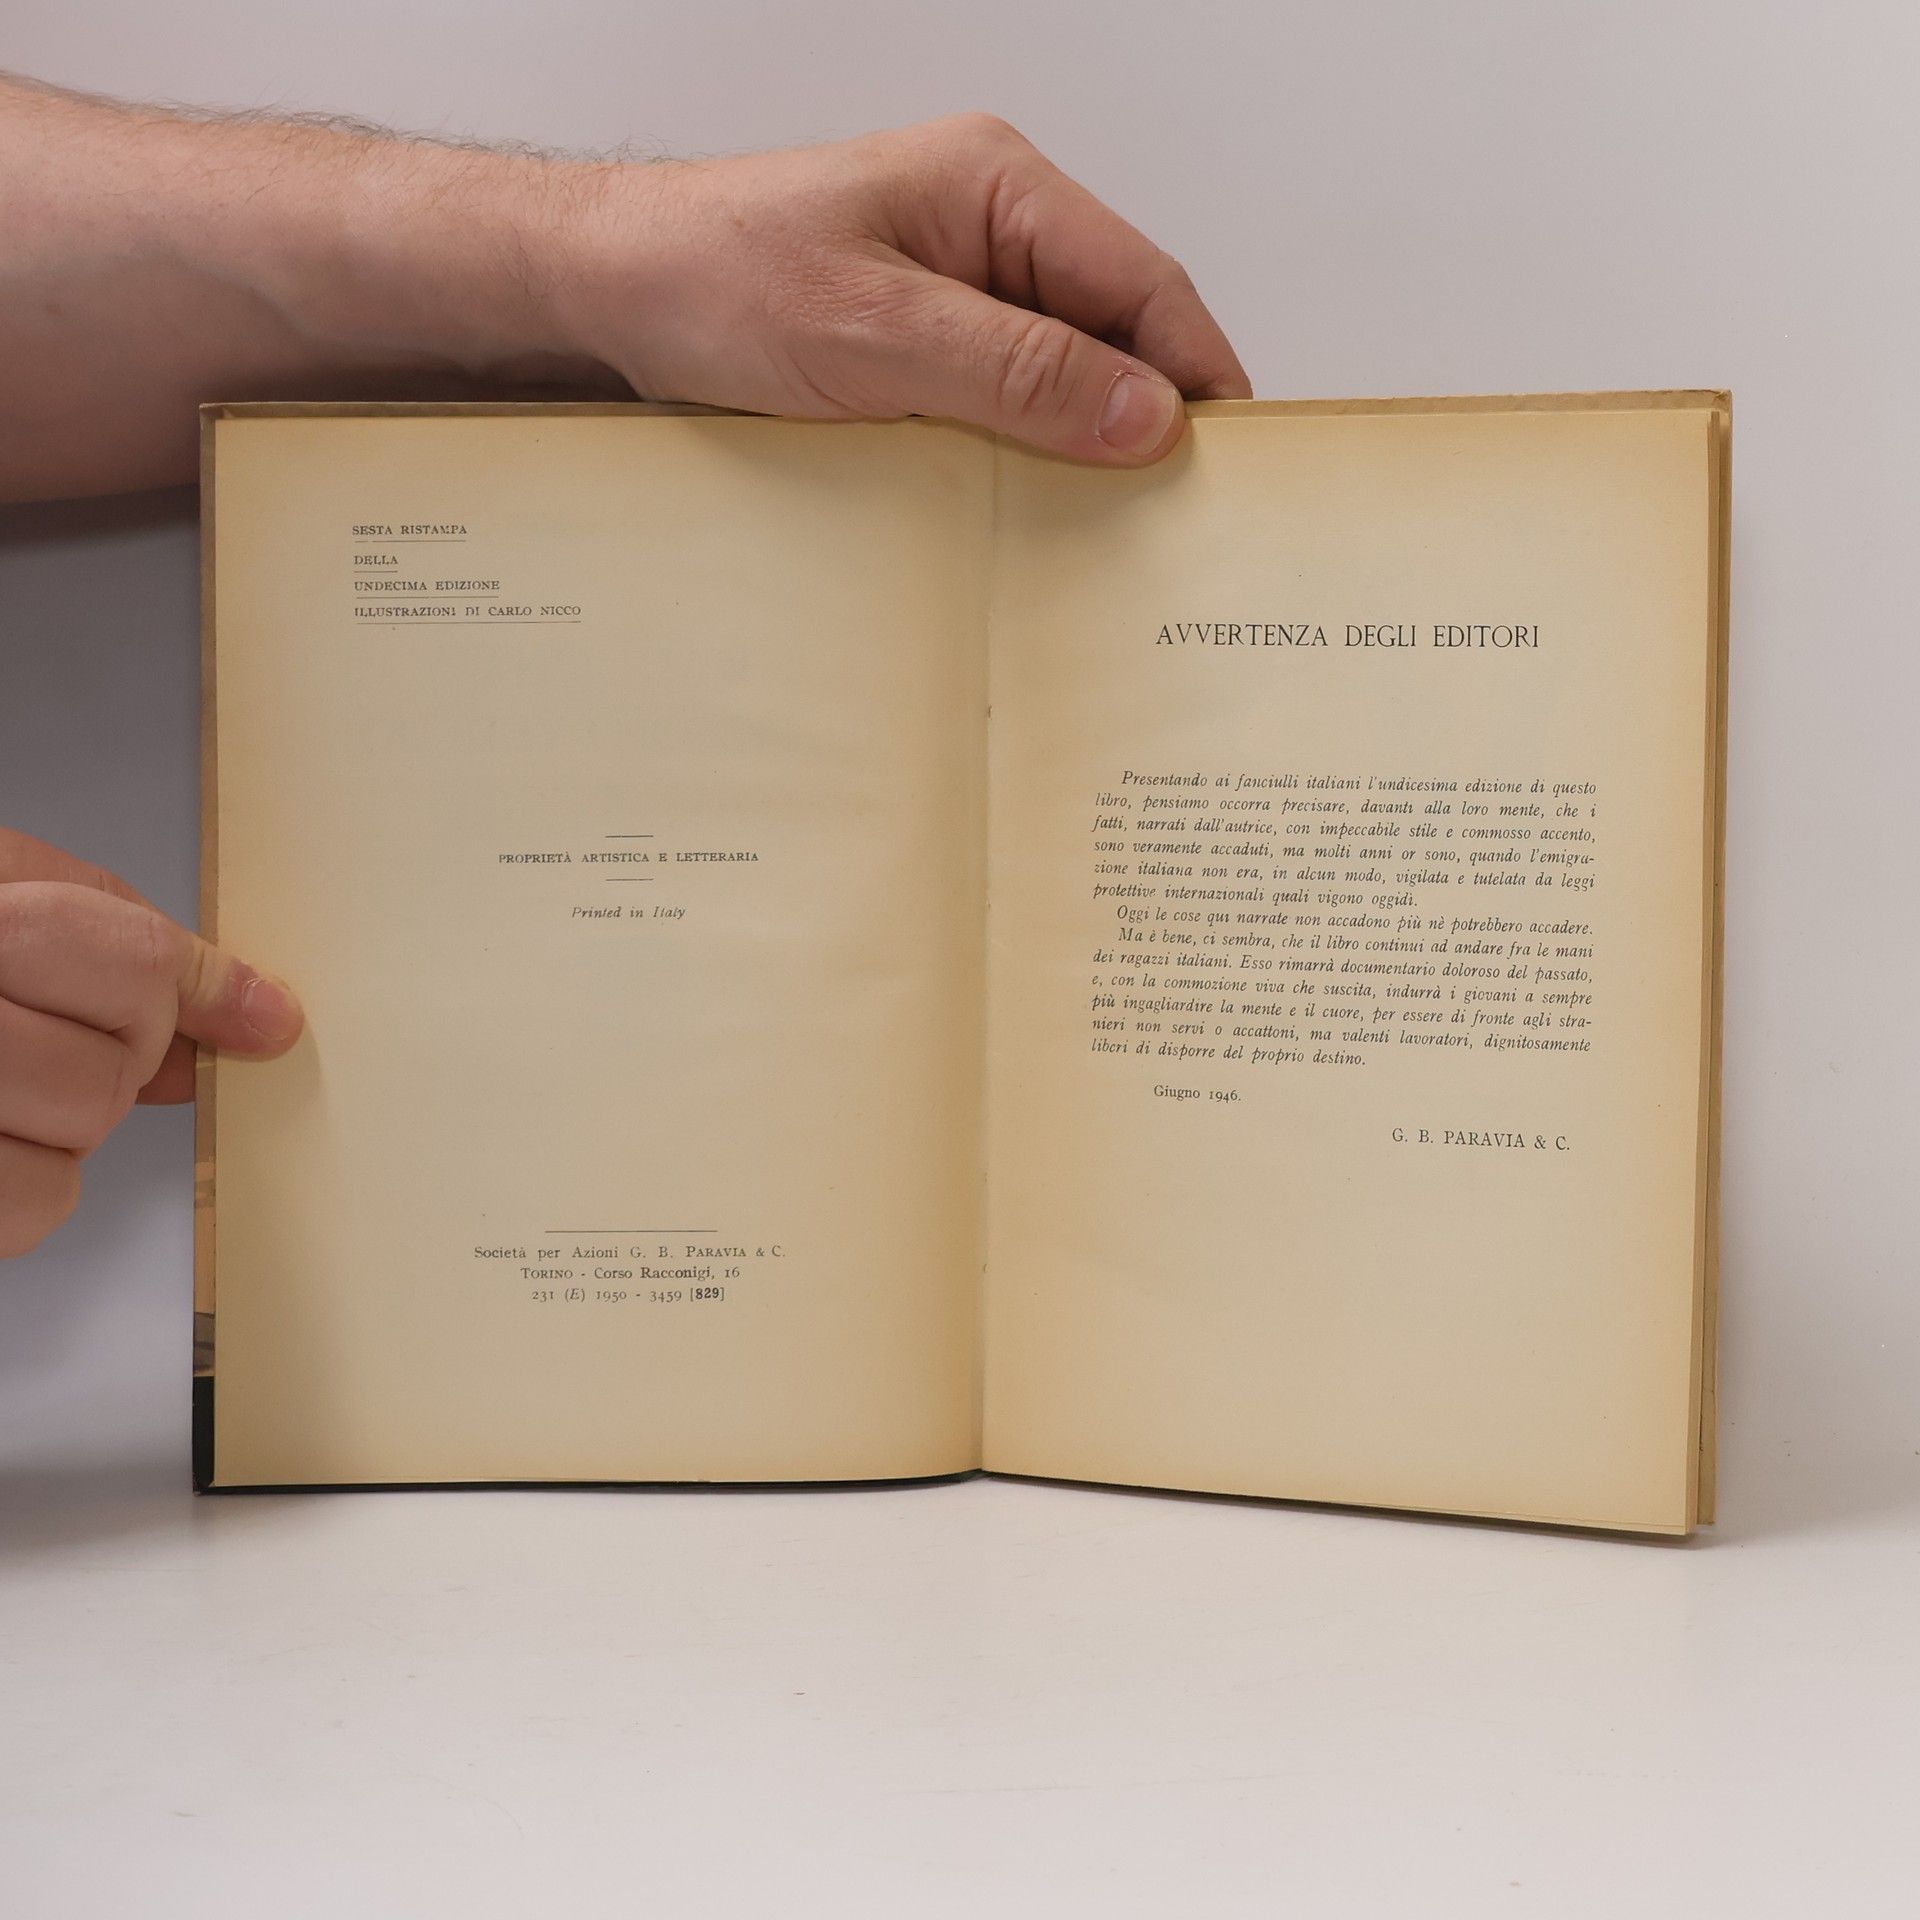 SESTA RISTAMPA
DELLA
UNDECIMA EDIZIONE
ILLUSTRAZIONI DI CARLO NICCO
PROPRIETÀ ARTISTICA E LETTERARIA
Printed in Italy
Società per Azioni G. B. PARAVIA & C.
TORINO - Corso Racconigi, 16
231 (E) 1950 - 3459 [829]
AVVERTENZA DEGLI EDITORI
Presentando ai fanciulli italiani l'undicesima edizione di questo
libro, pensiamo occorra precisare, davanti alla loro mente, che i
fatti, narrati dall'autrice, con impeccabile stile e commosso accento,
sono veramente accaduti, ma molti anni or sono, quando l'emigra-
zione italiana non era, in alcun modo, vigilata e tutelata da leggi
protettive internazionali quali vigono oggidì.
Oggi le cose qui narrate non accadono più nè potrebbero accadere.
Ma è bene, ci sembra, che il libro continui ad andare fra le mani
dei ragazzi italiani. Esso rimarrà documentario doloroso del passato,
e, con la commozione viva che suscita, indurrà i giovani a sempre
più ingagliardire la mente e il cuore, per essere di fronte agli stra-
nieri non servi o accattoni, ma valenti lavoratori, dignitosamente
liberi di disporre del proprio destino.
Giugno 1946.
G. B. PARAVIA & C.